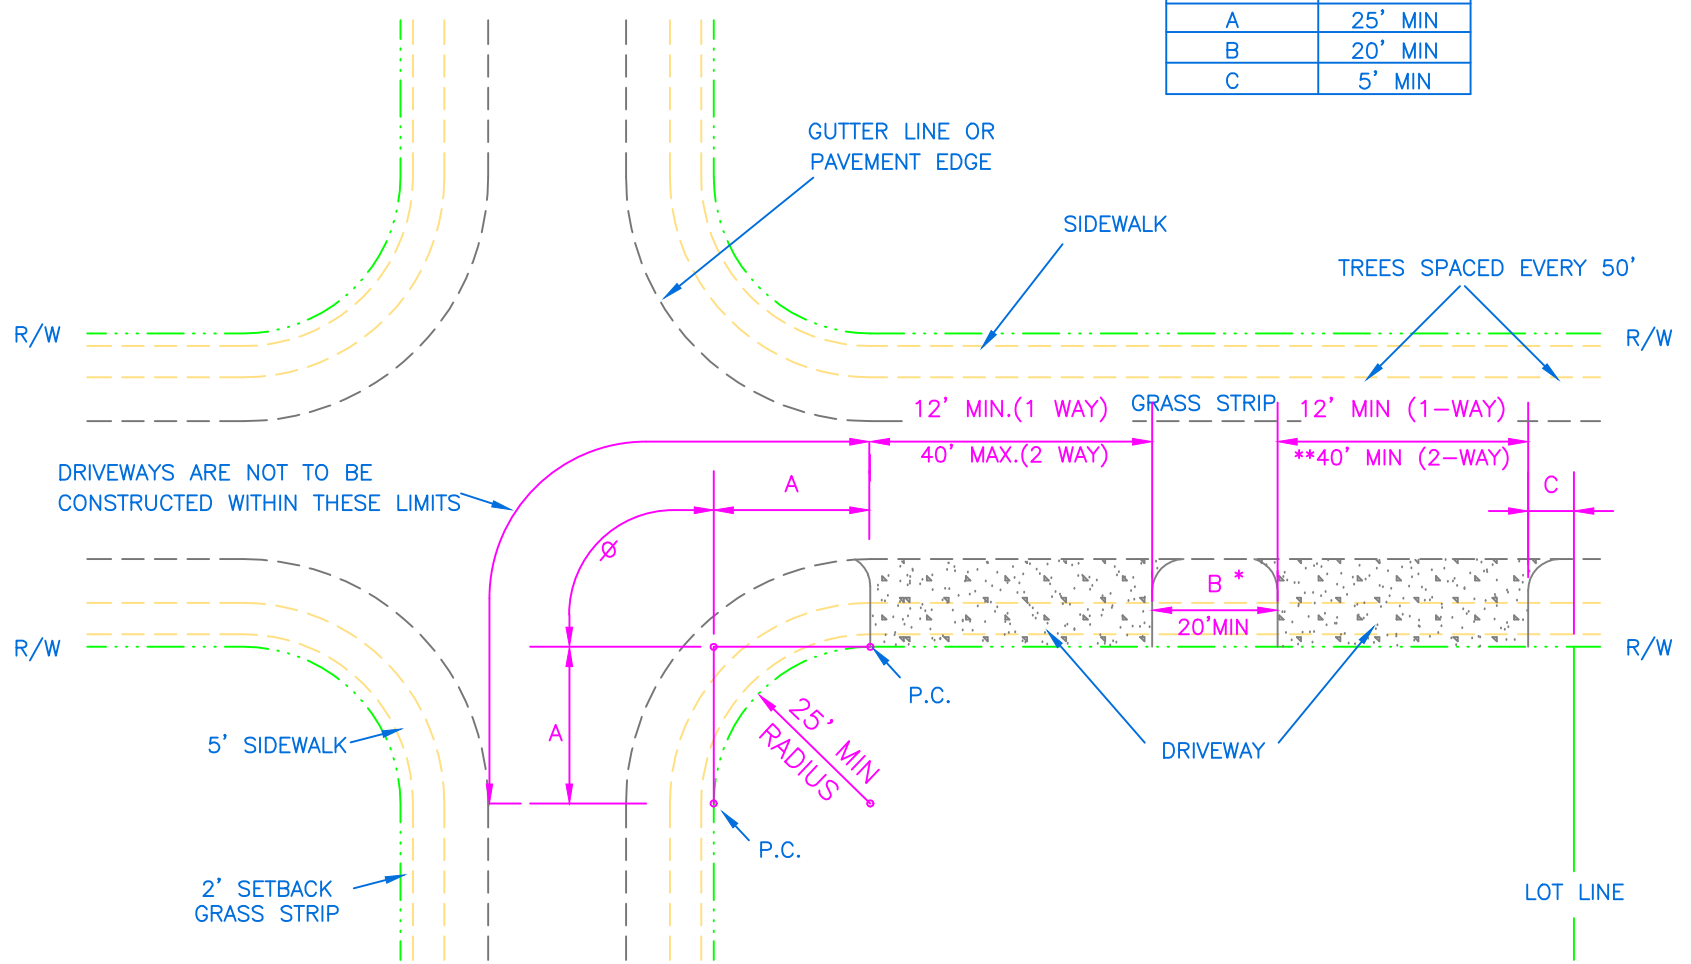 A 25' MIN
B 20' MIN
C 5' MIN
GUTTER LINE OR
PAVEMENT EDGE
SIDEWALK
TREES SPACED EVERY 50'
R/W
R/W
12' MIN.(1 WAY)
GRASS STRIP
12' MIN (1-WAY)
40' MAX.(2 WAY)
**40' MIN (2-WAY)
DRIVEWAYS ARE NOT TO BE
CONSTRUCTED WITHIN THESE LIMITS
A
C
Ø
B *
20'MIN
R/W
R/W
P.C.
A
25' MIN
RADIUS
5' SIDEWALK
DRIVEWAY
P.C.
2' SETBACK
GRASS STRIP
LOT LINE